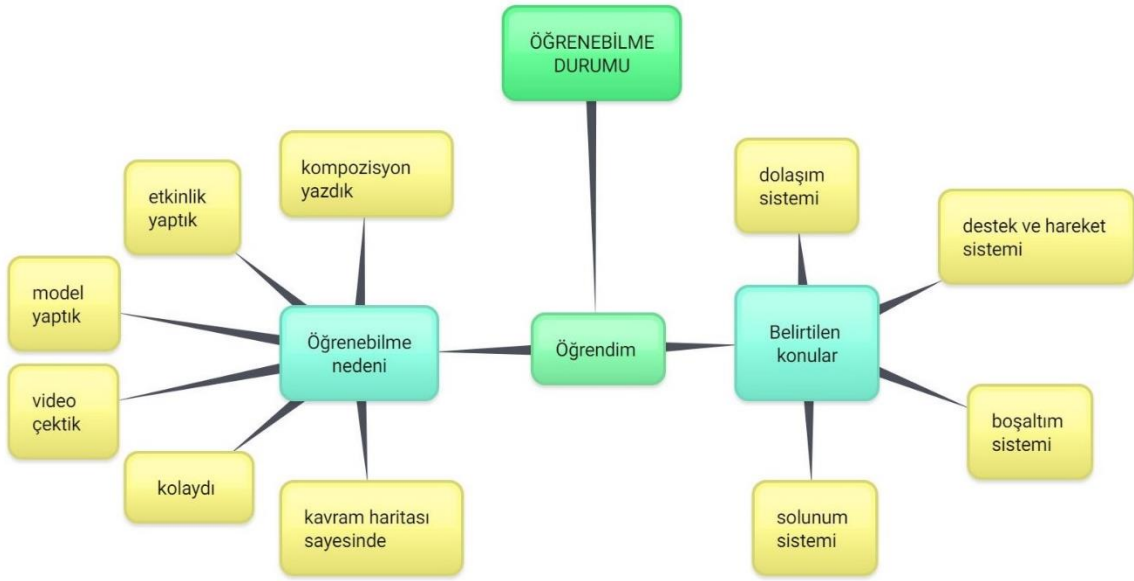 ÖĞRENEBİLME
DURUMU
kompozisyon
yazdık
etkinlik
yaptık
model
yaptık
video
çektik
kolaydı
kavram haritası
sayesinde
Öğrenebilme
nedeni
Öğrendim
Belirtilen
konular
dolaşım
sistemi
destek ve hareket
sistemi
boşaltım
sistemi
solunum
sistemi